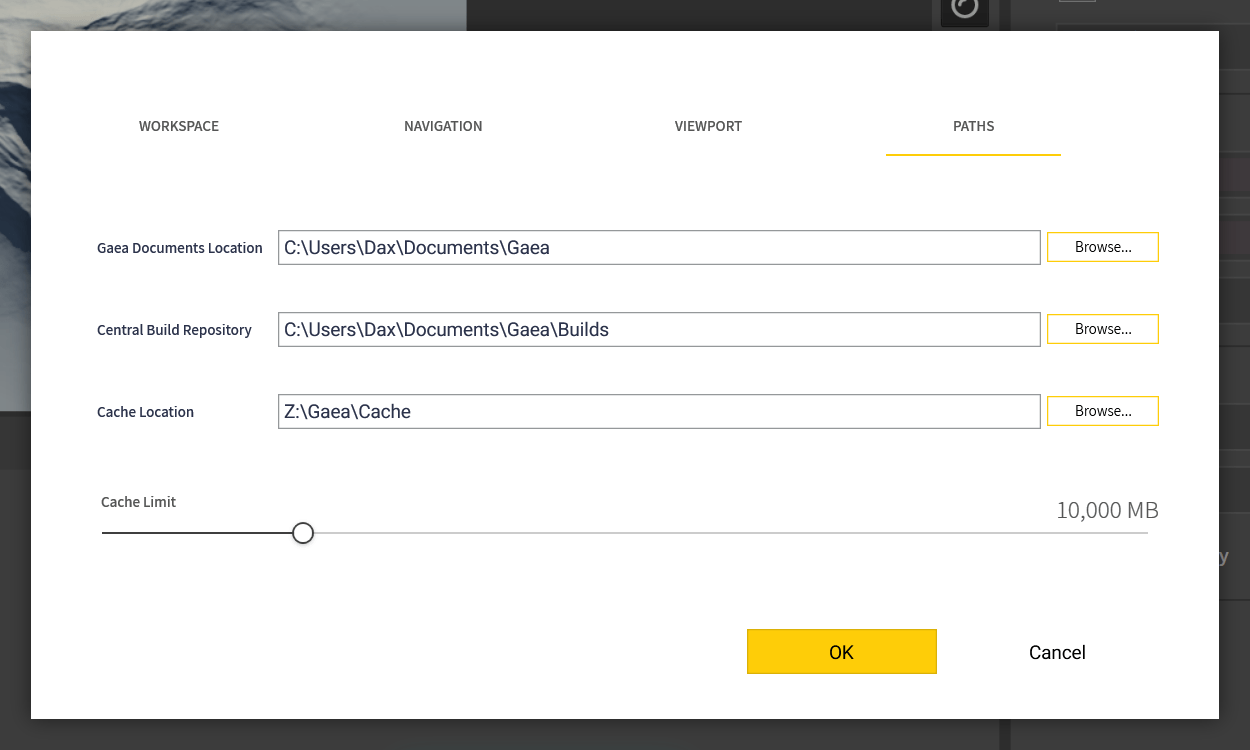 WORKSPACE NAVIGATION VIEWPORT PATHS
Gaea Documents Location C:\Users\Dax\Documents\Gaea Browse...
Central Build Repository C:\Users\Dax\Documents\Gaea\Builds Browse...
Cache Location Z:\Gaea\Cache Browse...
Cache Limit 10,000 MB
OK Cancel